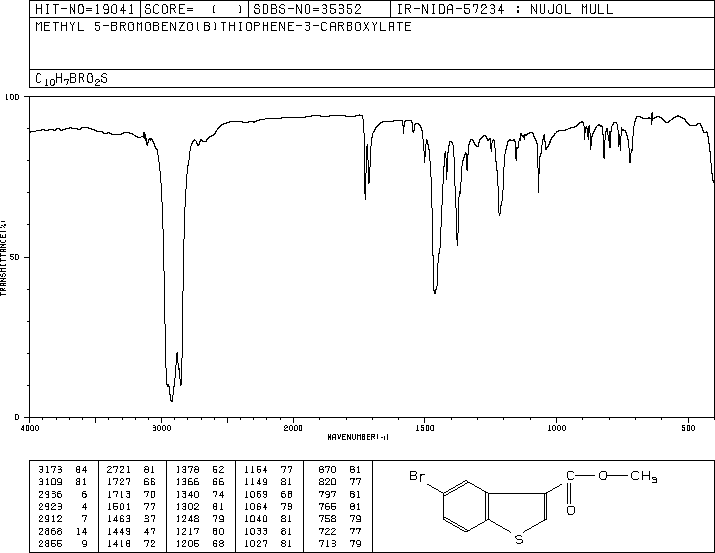 HIT-NO=19041 SCORE= ( ) SDBS-NO=35352 IR-NIDA-57234 : NUJOL MULL
METHYL 5-BROMOBENZO(B)THIOPHENE-3-CARBOXYLATE
C10H7BRO2S
100
50
0
TRANSMITTANCE(%)
4000 3000 2000 1500 1000 500
WAVENUMBER(-1)
3173 84 2721 81 1378 52 1154 77 870 81
3109 81 1727 66 1366 66 1149 81 820 77
2936 6 1713 70 1340 74 1069 68 797 81
2923 4 1501 77 1302 81 1064 79 766 81
2912 7 1463 37 1248 79 1040 81 758 79
2868 14 1449 47 1217 60 1033 81 722 77
2855 9 1418 72 1205 68 1027 81 713 79
Br C O CH3
O
S